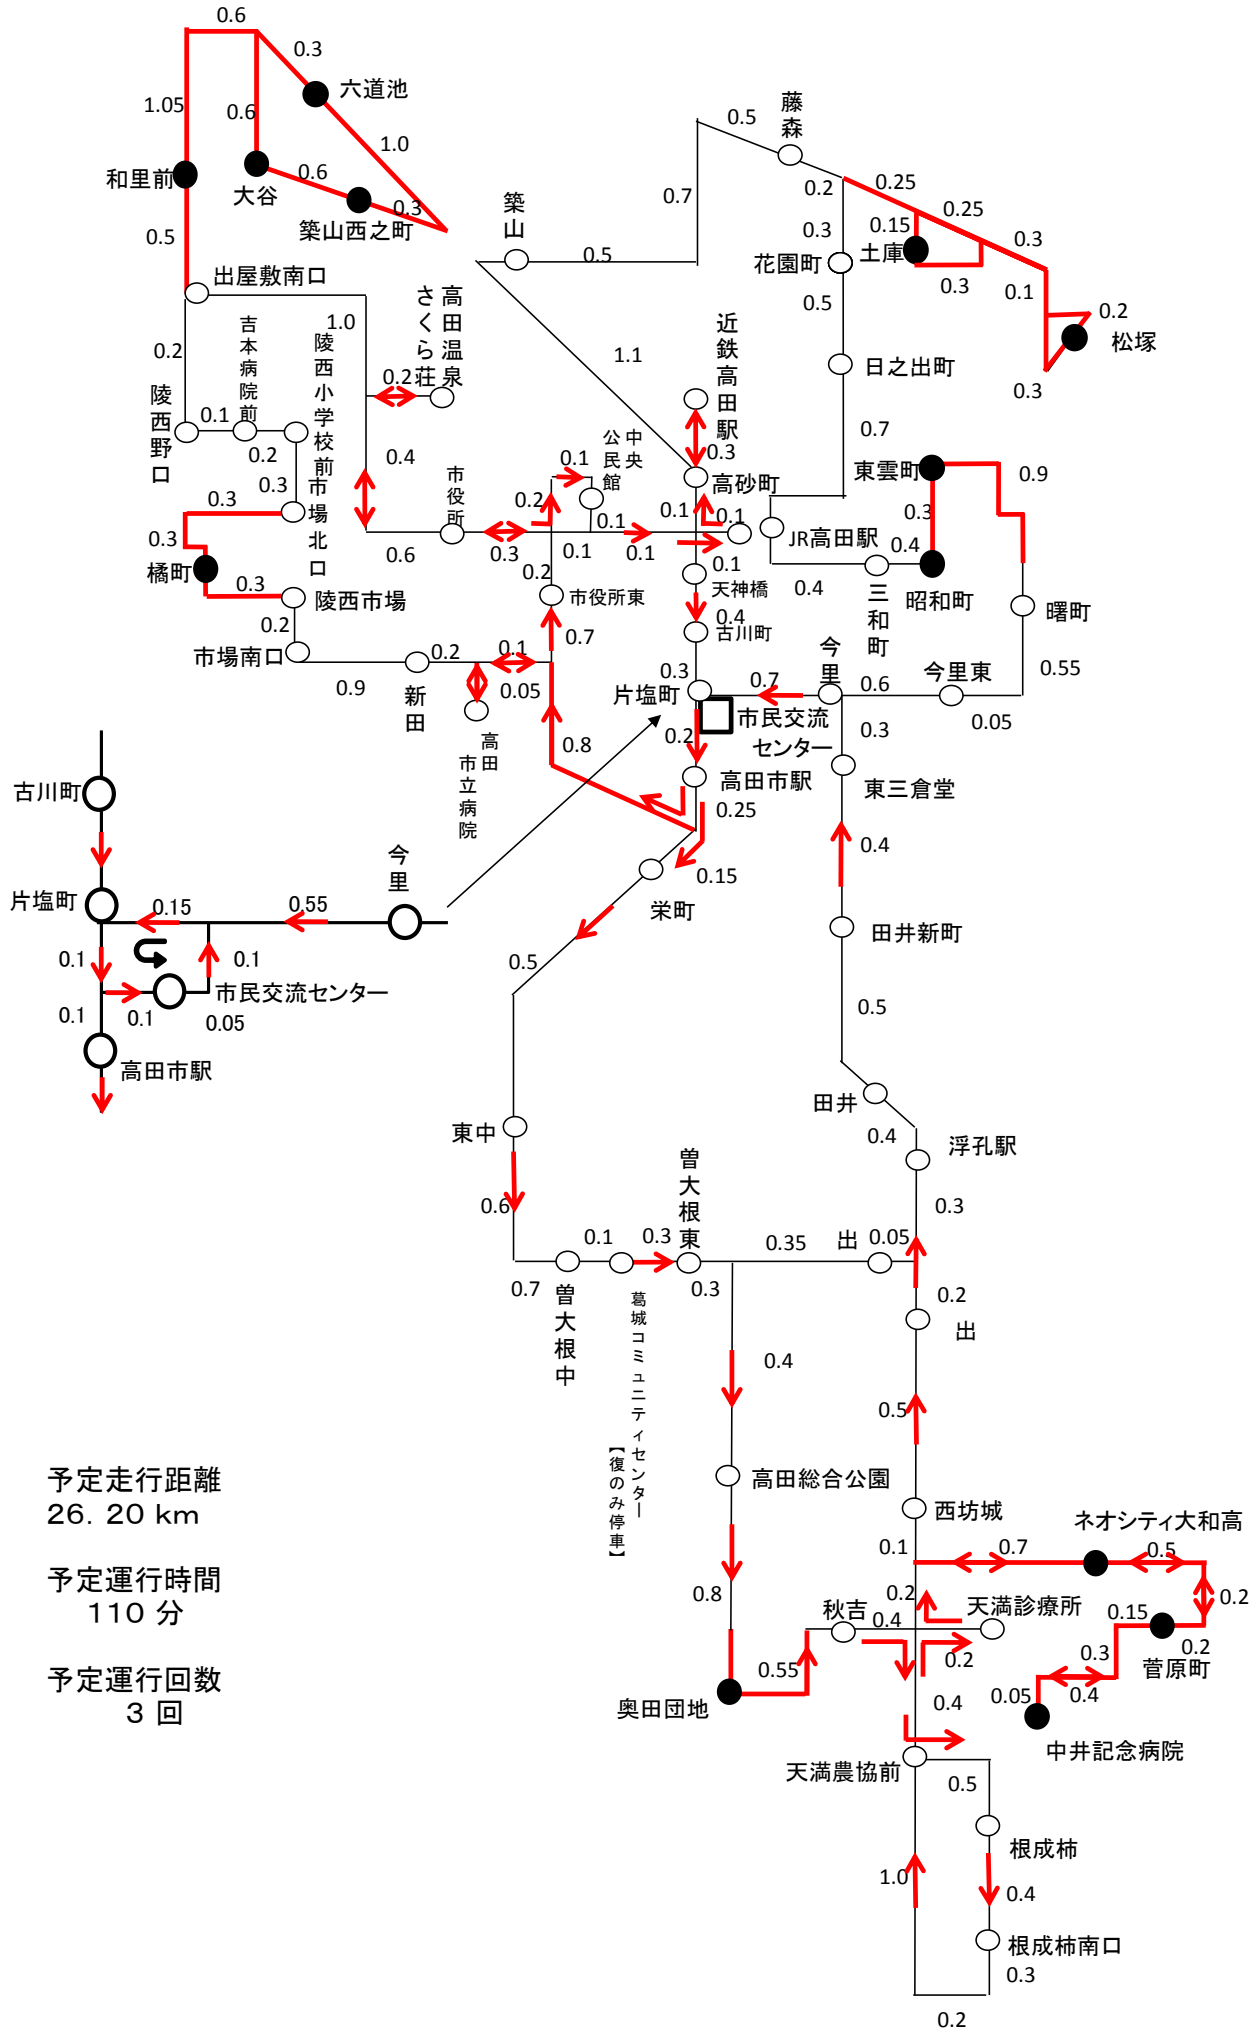 0.6
0.3
六道池
1.05
0.6
1.0
和里前
大谷
0.6
0.3
築山西之町
0.5
藤森
0.5
0.7
0.2
0.25
0.25
0.15
0.3
築山
0.5
0.3
花園町
土庫
0.3
0.1
0.2
松塚
0.3
出屋敷南口
1.0
高田温泉
さくら荘
0.2
0.2
吉本病院前
陵西小学校前
陵西野口
0.1
0.2
0.3
市場北口
0.3
0.3
橘町
0.3
陵西市場
0.2
市場南口
0.9
新田
0.2
0.1
0.05
高田
市立病院
0.4
市役所
0.6
0.3
0.2
0.1
中央
公民館
0.1
0.1
0.1
0.2
市役所東
0.7
0.8
1.1
近鉄高田駅
0.3
高砂町
0.1
0.1
0.1
天神橋
0.4
古川町
0.3
片塩町
市民交流
センター
0.7
0.2
高田市駅
0.25
0.15
栄町
0.5
0.5
日之出町
0.7
JR高田駅
0.4
三和町
0.4
昭和町
0.3
東雲町
0.9
曙町
0.55
今里東
0.05
0.6
今里
0.3
東三倉堂
0.4
田井新町
0.5
田井
0.4
浮孔駅
0.3
古川町
片塩町
0.15
0.55
今里
0.1
0.1
市民交流センター
0.1
0.1
0.05
高田市駅
東中
0.6
0.7
曽大根中
0.1
葛城コミュニティセンター
【復のみ停車】
0.3
曽大根東
0.3
0.35
出
0.05
0.2
出
0.4
0.5
高田総合公園
西坊城
0.1
0.7
ネオシティ大和高
0.5
0.2
0.15
0.2
菅原町
0.3
0.4
0.05
中井記念病院
0.8
奥田団地
0.55
秋吉
0.4
0.2
天満診療所
0.2
0.4
天満農協前
0.5
根成柿
0.4
根成柿南口
0.3
0.2
1.0
予定走行距離
26. 20 km
予定運行時間
110 分
予定運行回数
3 回